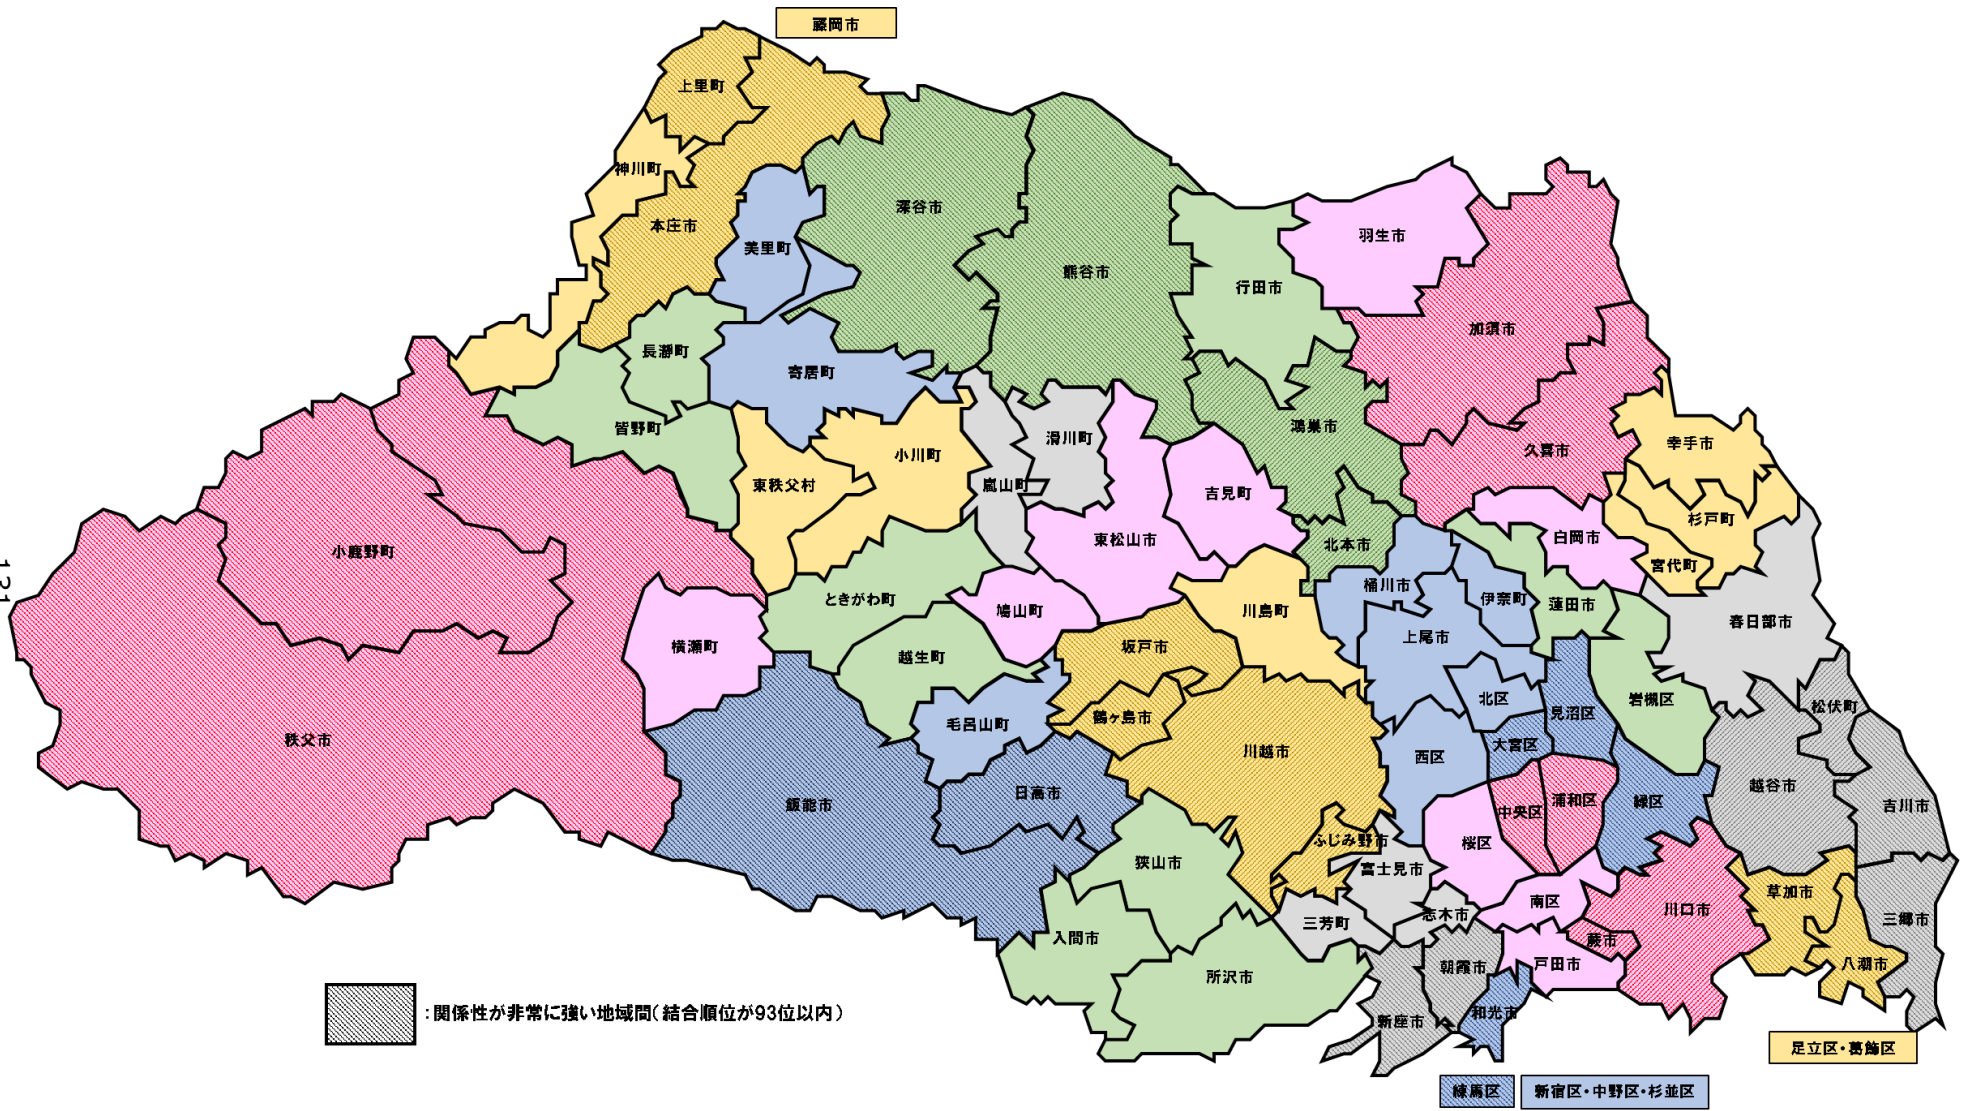 藤岡市
上里町
神川町
本庄市
美里町
深谷市
熊谷市
行田市
羽生市
加須市
長瀞町
寄居町
皆野町
東秩父村
小川町
嵐山町
滑川町
東松山市
吉見町
鴻巣市
北本市
久喜市
幸手市
杉戸町
白岡市
宮代町
小鹿野町
横瀬町
秩父市
ときがわ町
鳩山町
越生町
毛呂山町
川島町
坂戸市
鶴ヶ島市
桶川市
伊奈町
上尾市
蓮田市
春日部市
北区
見沼区
岩槻区
松伏町
大宮区
西区
川越市
飯能市
日高市
中央区
浦和区
緑区
越谷市
吉川市
ふじみ野市
桜区
富士見市
狭山市
入間市
所沢市
三芳町
志木市
南区
川口市
草加市
蕨市
三郷市
朝霞市
戸田市
八潮市
新座市
和光市
131
:関係性が非常に強い地域間(結合順位が93位以内)
足立区・葛飾区
練馬区
新宿区・中野区・杉並区